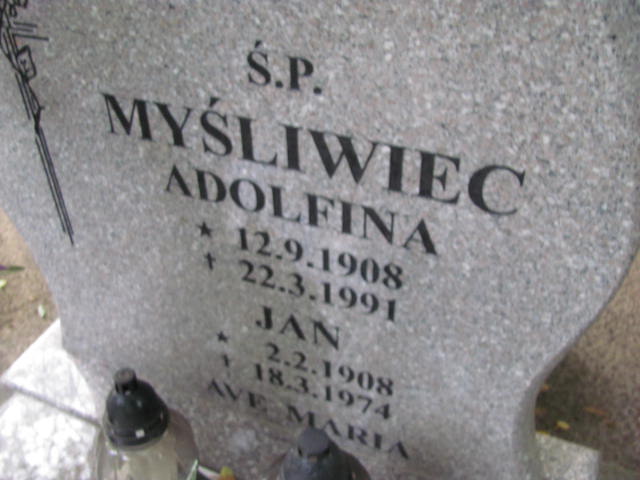 Ś.P.
MYŚLIWIEC
ADOLFINA
★ 12.9.1908
† 22.3.1991
JAN
★ 2.2.1908
† 18.3.1974
AVE MARIA